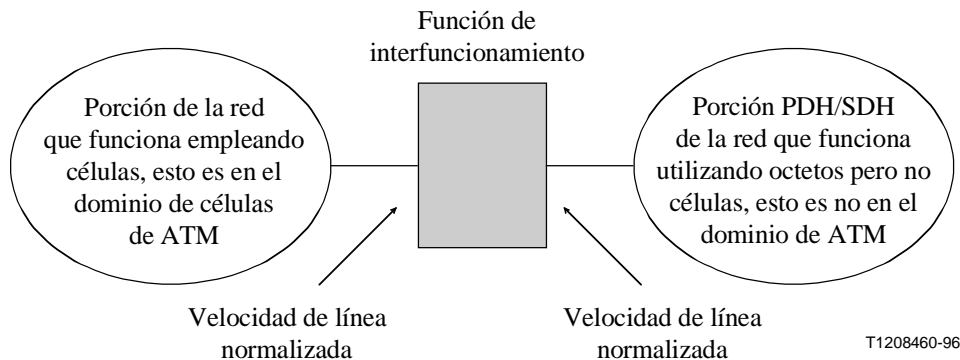 Función de
interfuncionamiento
Porción de la red
que funciona empleando
células, esto es en el
dominio de células
de ATM
Porción PDH/SDH
de la red que funciona
utilizando octetos pero no
células, esto es no en el
dominio de ATM
Velocidad de línea
normalizada
Velocidad de línea
normalizada
T1208460-96